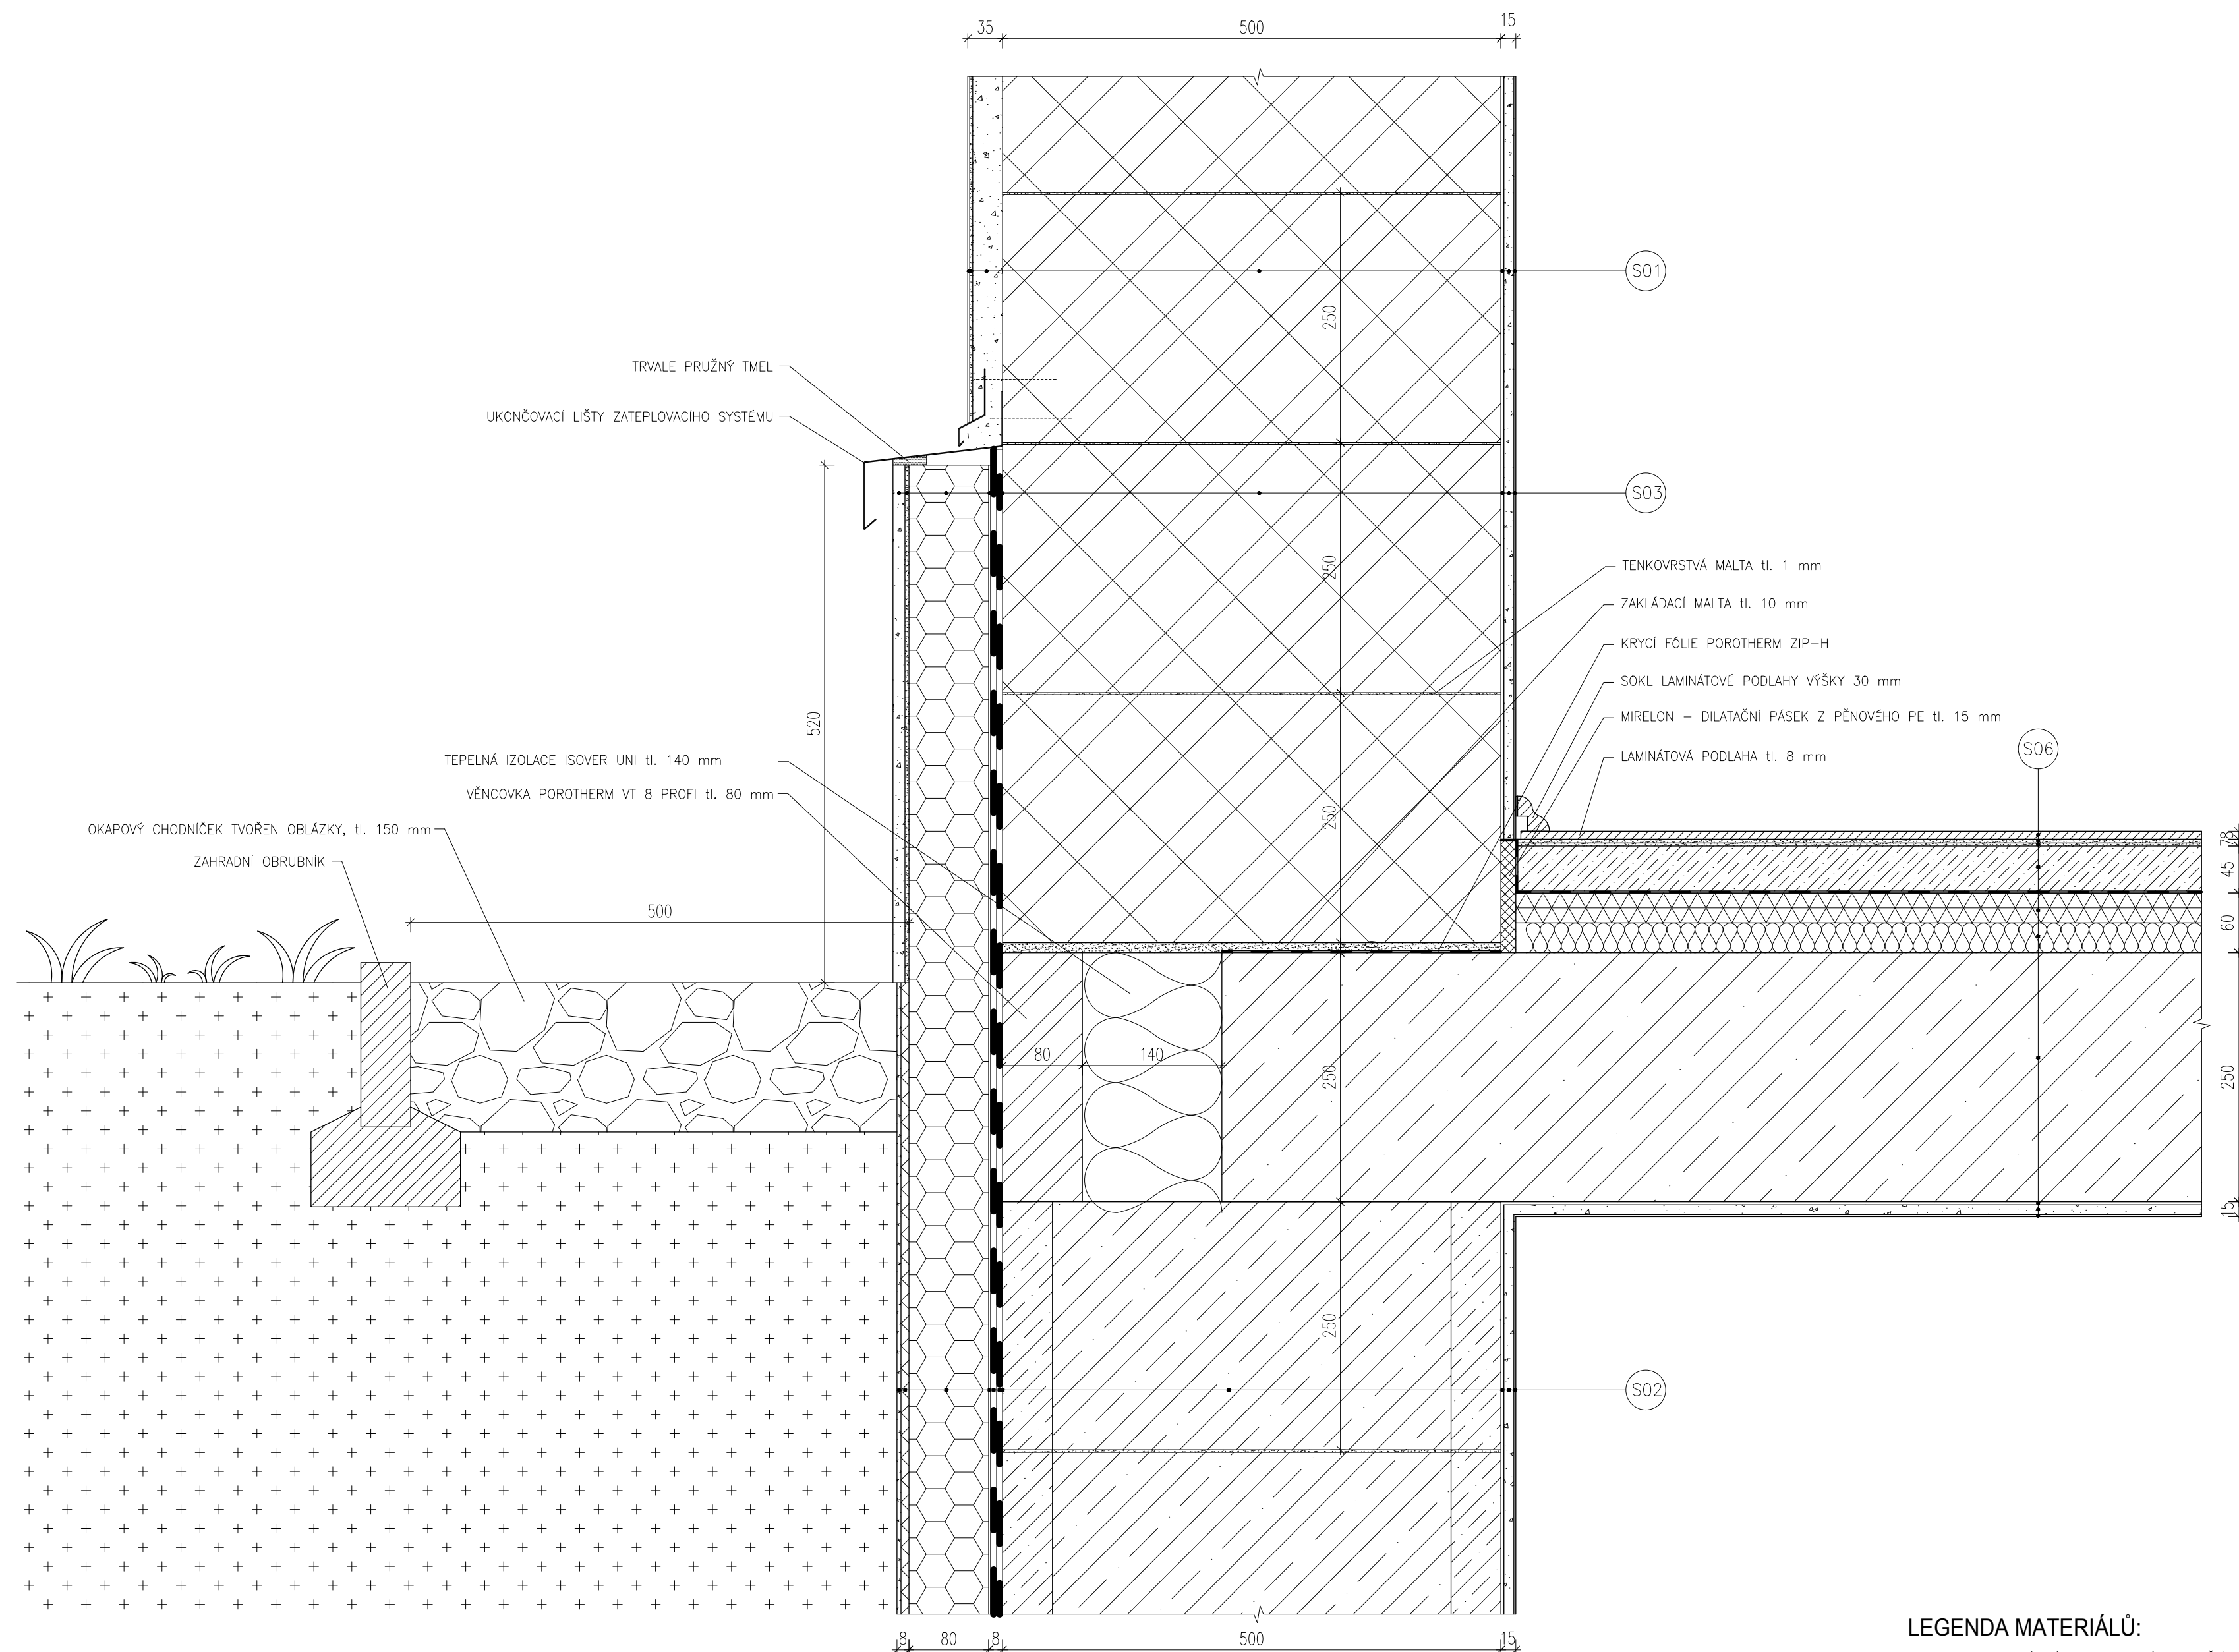 35
500
15
S01
250
TRVALE PRUŽNÝ TMEL
UKONČOVACÍ LIŠTY ZATEPLOVACÍHO SYSTÉMU
S03
250
TENKOVRSTVÁ MALTA tl. 1 mm
ZAKLÁDACÍ MALTA tl. 10 mm
KRYCÍ FÓLIE POROTHERM ZIP-H
SOKL LAMINÁTOVÉ PODLAHY VÝŠKY 30 mm
MIRELON - DILATAČNÍ PÁSEK Z PĚNOVÉHO PE tl. 15 mm
LAMINÁTOVÁ PODLAHA tl. 8 mm
S06
520
TEPELNÁ IZOLACE ISOVER UNI tl. 140 mm
VĚNCOVKA POROTHERM VT 8 PROFI tl. 80 mm
OKAPOVÝ CHODNÍČEK TVOŘEN OBLÁZKY, tl. 150 mm
ZAHRADNÍ OBRUBNÍK
250
500
78
45
60
80
140
250
250
15
250
S02
8
80
8
500
15
LEGENDA MATERIÁLŮ: